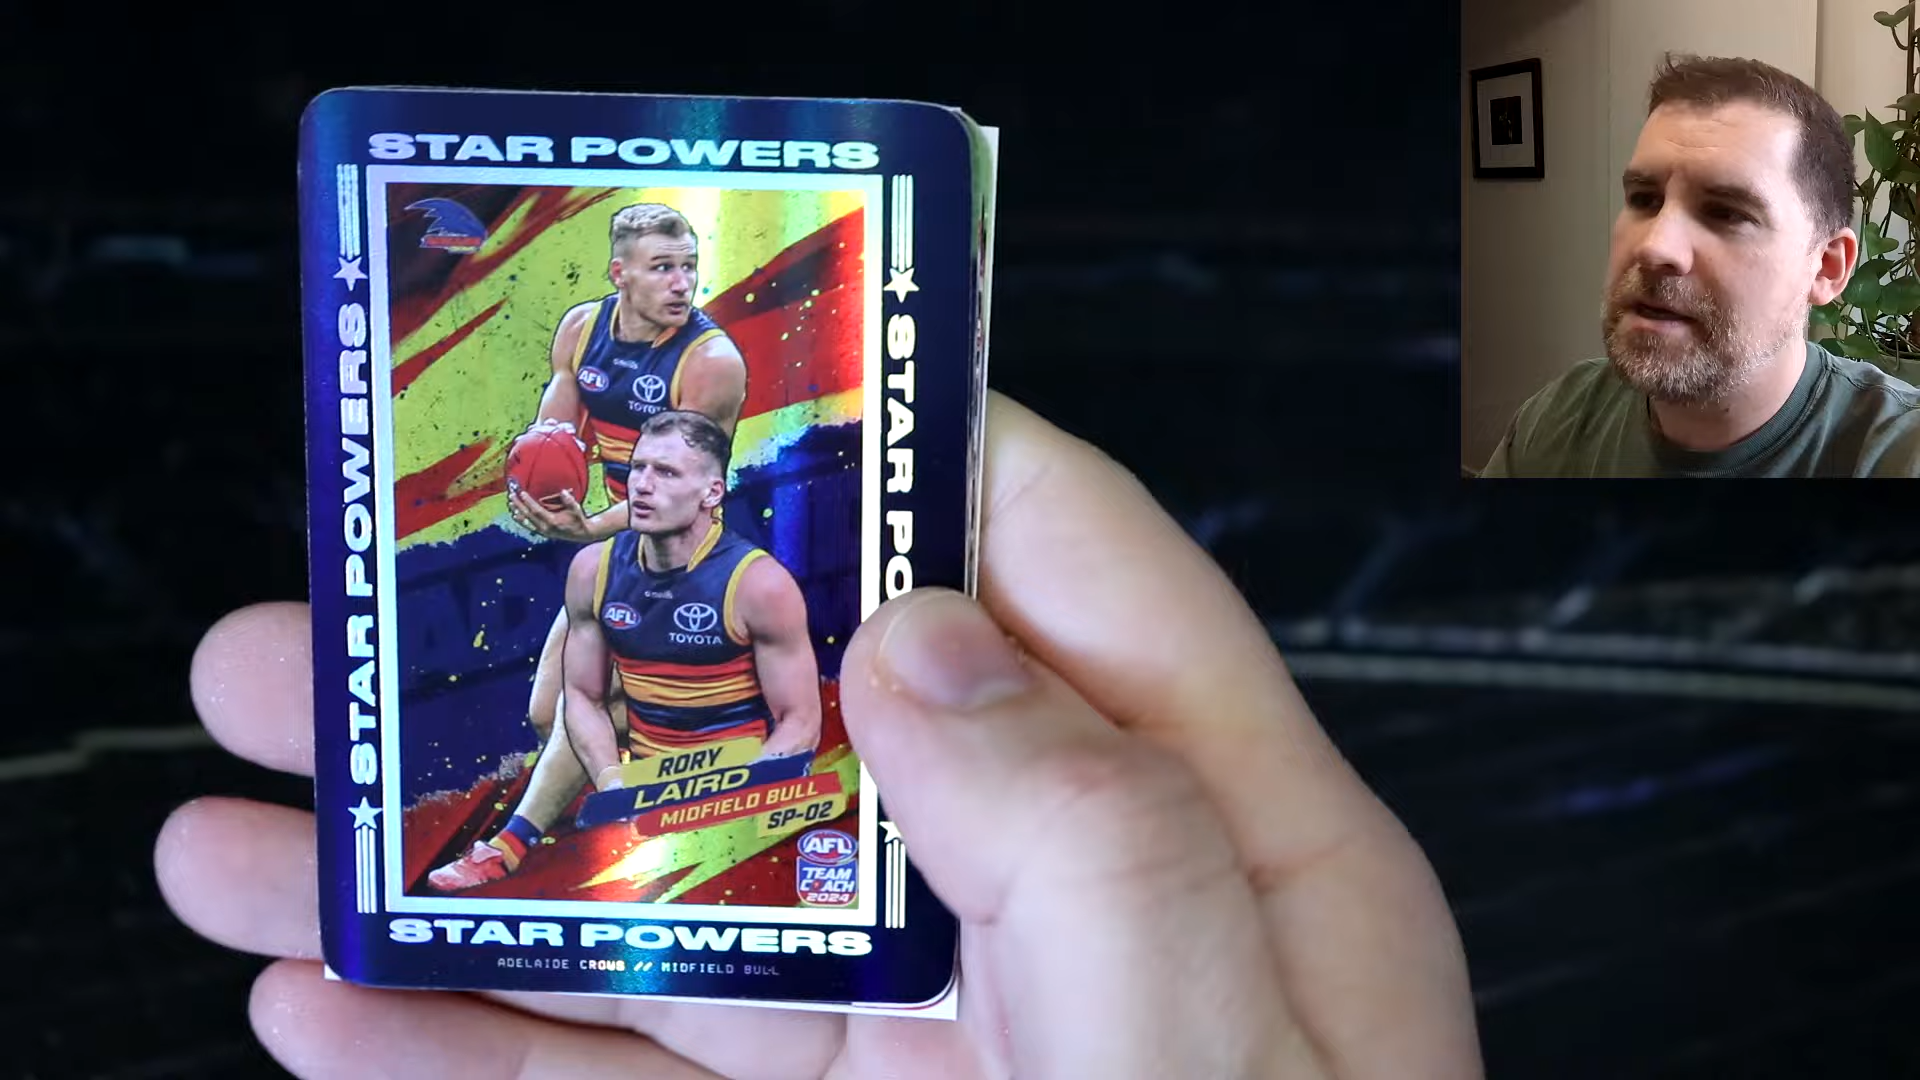 STAR POWERS
STAR POWERS
STAR PO
AFL
TOYOTA
AFL
TOYOTA
RORY
LAIRD
MIDFIELD BULL
SP-02
AFL
TEAM
COACH
2024
STAR POWERS
ADELAIDE CROWS // MIDFIELD BULL